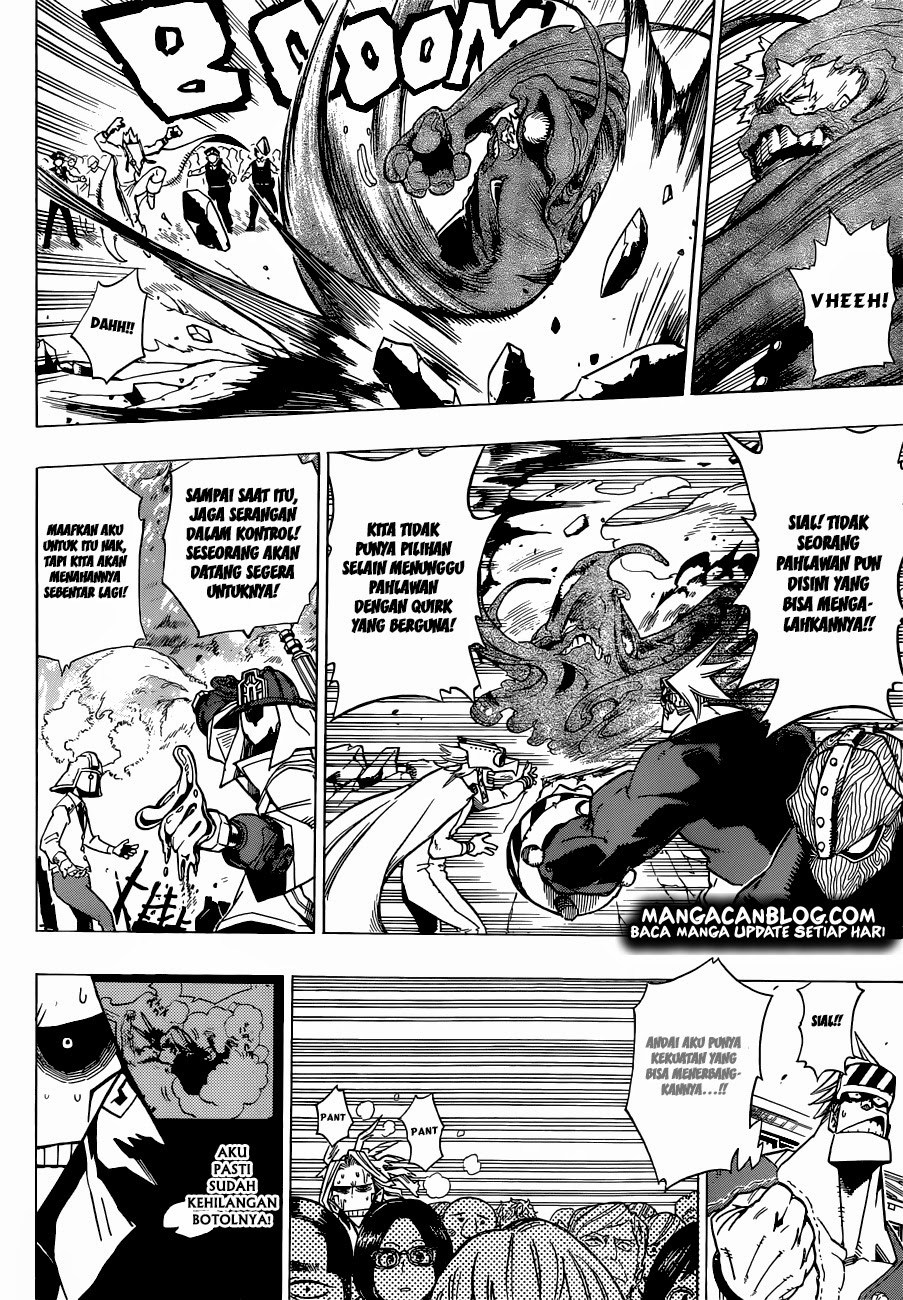 VHEEH!
BOOOM
DAHH!!
SIAL! TIDAK
SEORANG
PAHLAWAN PUN
DISINI YANG
BISA MENGA-
LAHKANNYA!!
KITA TIDAK
PUNYA PILIHAN
SELAIN MENUNGGU
PAHLAWAN
DENGAN QUIRK
YANG BERGUNA!
SAMPAI SAAT ITU,
JAGA SERANGAN
DALAM KONTROL!
SESEORANG AKAN
DATANG SEGERA
UNTUKNYA!
MAAFKAN AKU
UNTUK ITU NAK,
TAPI KITA AKAN
MENAHANNYA
SEBENTAR LAGI!
MANGACANBLOG.COM
BACA MANGA UPDATE SETIAP HARI
SIAL!!
ANDAI AKU PUNYA
KEKUATAN YANG
BISA MENERBANG-
KANNYA...!!
PANT
PANT
AKU
PASTI
SUDAH
KEHILANGAN
BOTOLNYA!